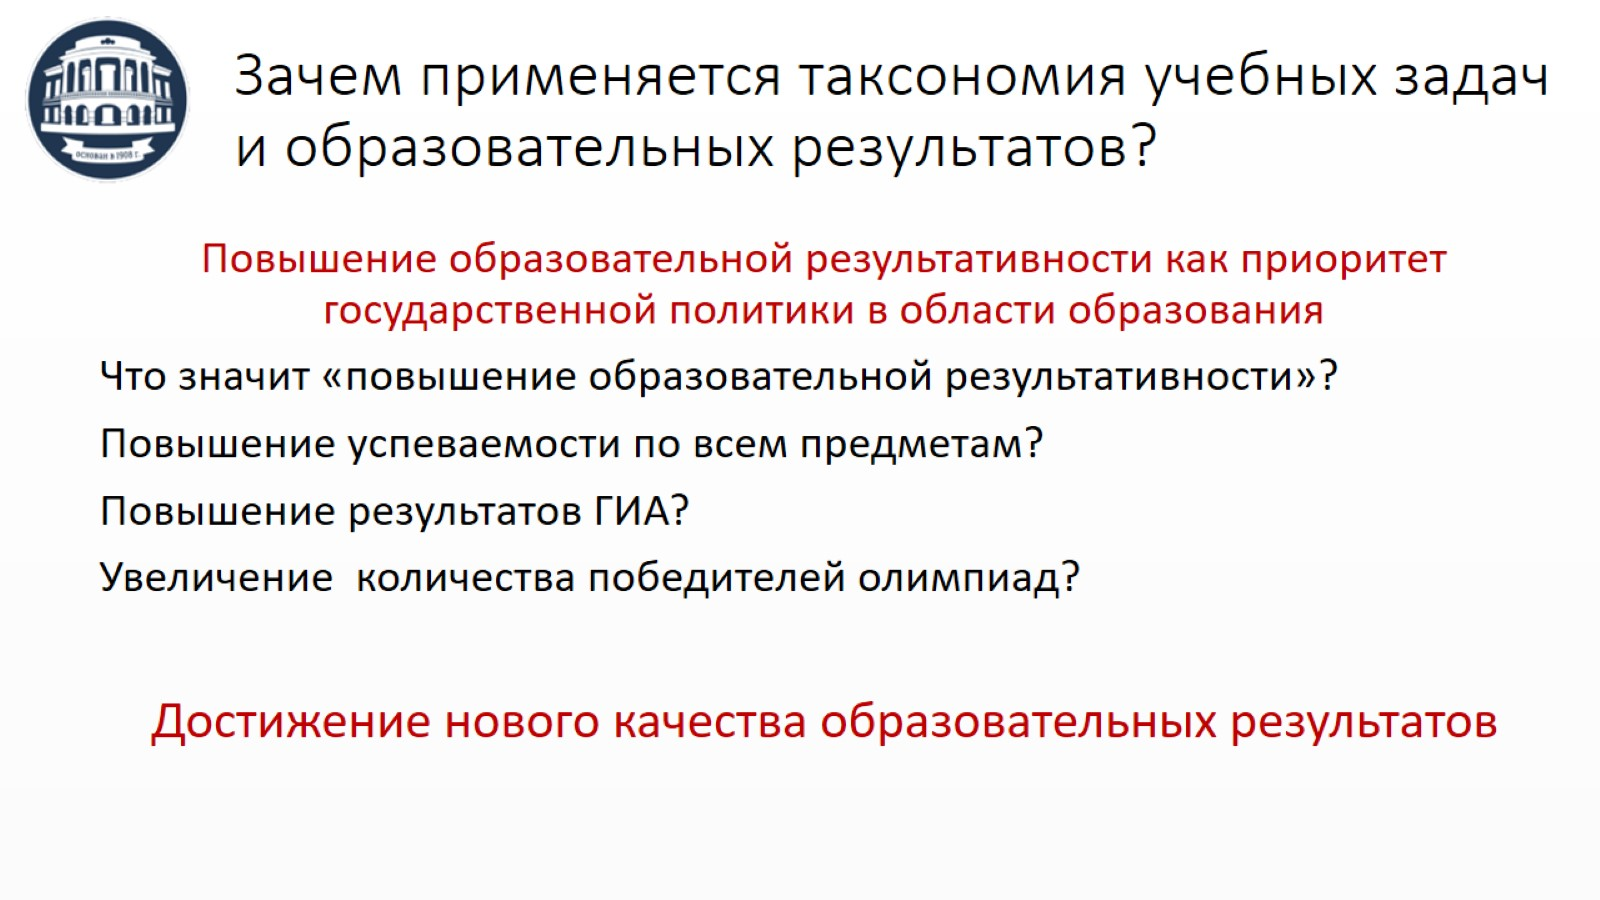 основан в 1908 г.
Зачем применяется таксономия учебных задач
и образовательных результатов?
Повышение образовательной результативности как приоритет
государственной политики в области образования
Что значит «повышение образовательной результативности»?
Повышение успеваемости по всем предметам?
Повышение результатов ГИА?
Увеличение  количества победителей олимпиад?
Достижение нового качества образовательных результатов